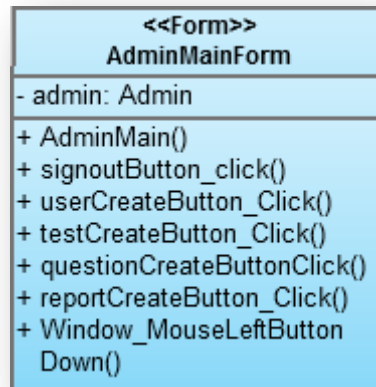 <<Form>>
AdminMainForm
- admin: Admin
+ AdminMain()
+ signoutButton_click()
+ userCreateButton_Click()
+ testCreateButton_Click()
+ questionCreateButtonClick()
+ reportCreateButton_Click()
+ Window_MouseLeftButton
Down()